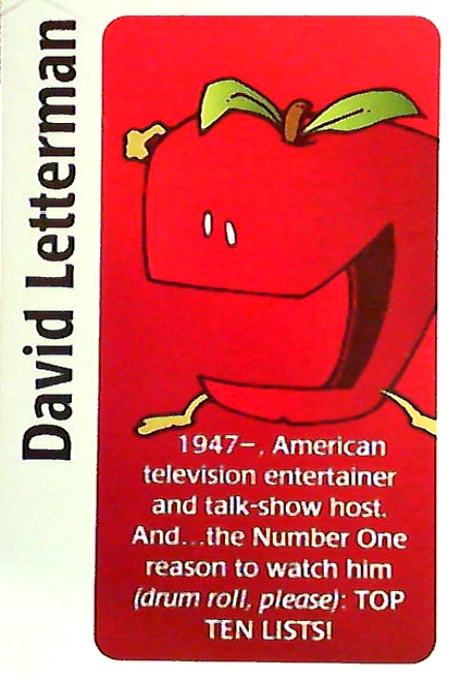 David Letterman
1947–, American
television entertainer
and talk-show host.
And...the Number One
reason to watch him
(drum roll, please): TOP
TEN LISTS!